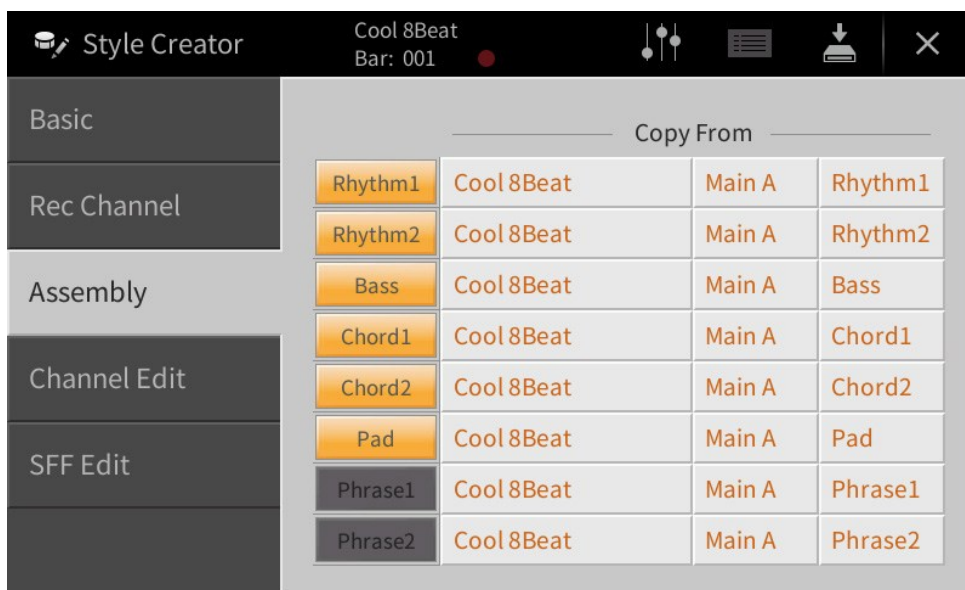 Style Creator
Cool 8Beat
Bar: 001
Basic
Rec Channel
Assembly
Channel Edit
SFF Edit
Copy From
Rhythm1 Cool 8Beat Main A Rhythm1
Rhythm2 Cool 8Beat Main A Rhythm2
Bass Cool 8Beat Main A Bass
Chord1 Cool 8Beat Main A Chord1
Chord2 Cool 8Beat Main A Chord2
Pad Cool 8Beat Main A Pad
Phrase1 Cool 8Beat Main A Phrase1
Phrase2 Cool 8Beat Main A Phrase2